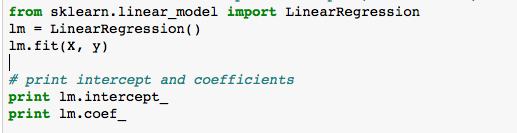 from sklearn.linear_model import LinearRegression
lm = LinearRegression()
lm.fit(X, y)
# print intercept and coefficients
print lm.intercept_
print lm.coef_